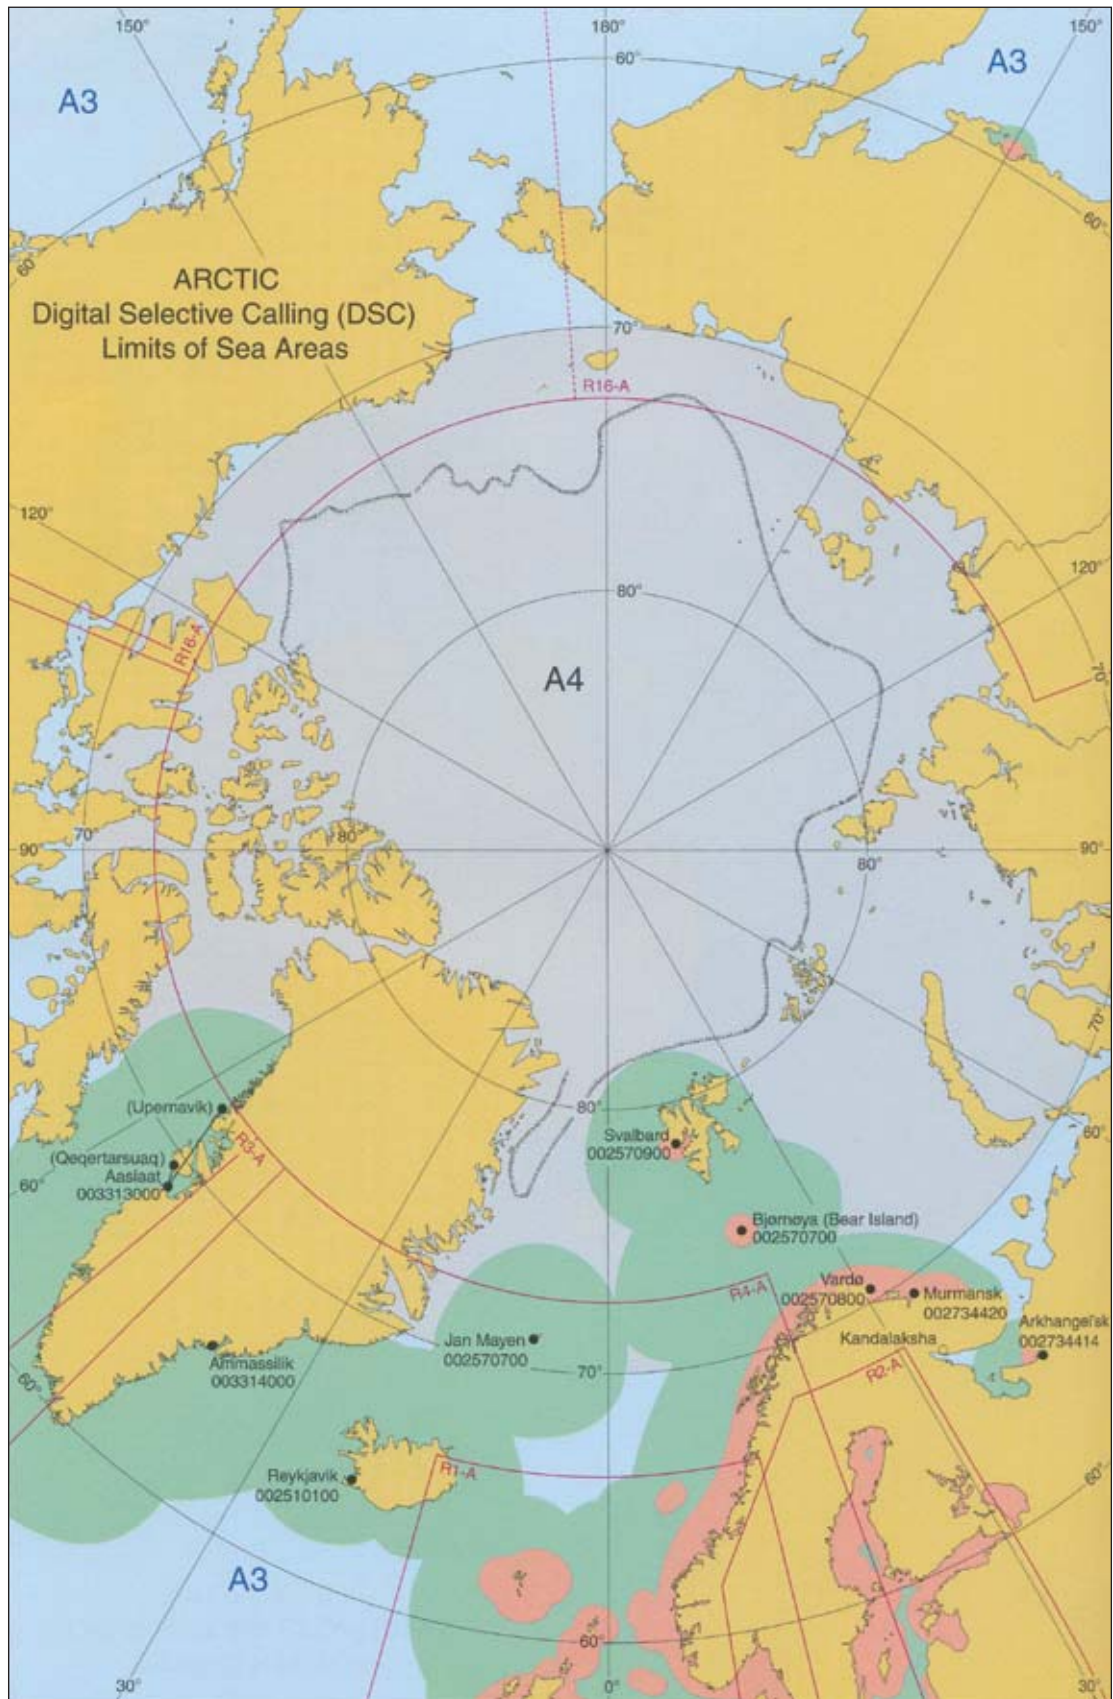 150°
180°
150°
A3
60°
A3
60°
60°
ARCTIC
Digital Selective Calling (DSC)
Limits of Sea Areas
70°
R16-A
120°
120°
80°
R16-A
A4
70°
70°
80°
90°
80°
90°
70°
(Upernavik)
80°
60°
R3-A
Svalbard
002570900
(Qeqertarsuaq)
Aaslaat
003313000
60°
Bjørnøya (Bear Island)
002570700
R4-A
Vardø
002570800
Murmansk
002734420
Arkhangel'sk
002734414
Kandalaksha
Jan Mayen
002570700
Ammassilik
003314000
70°
R2-A
60°
R1-A
Reykjavik
002510100
60°
A3
60°
30°
0°
30°